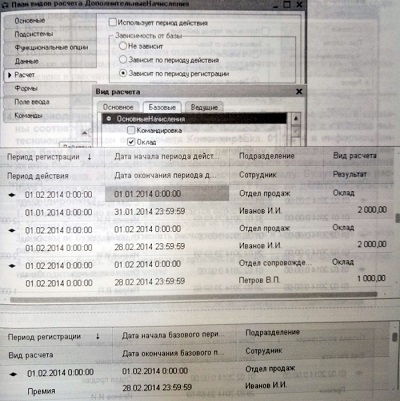 План видов расчета ДополнительныеНачисления
Основные
Подсистемы
Функциональные опции
Данные
Расчет
Формы
Поле ввода
Команды
Использует период действия
Зависимость от базы
Не зависит
Зависит по периоду действия
Зависит по периоду регистрации
Вид расчета
Основное Базовые Ведущие
ОсновныеНачисления
Командировка
Оклад
Период регистрации ↓ Дата начала периода дейст... Подразделение Вид расчета
Период действия Дата окончания периода д... Сотрудник Результат
01.02.2014 0:00:00 01.01.2014 0:00:00 Отдел продаж Оклад
01.01.2014 0:00:00 31.01.2014 23:59:59 Иванов И.И. 2 000,00
01.02.2014 0:00:00 01.02.2014 0:00:00 Отдел продаж Оклад
01.02.2014 0:00:00 28.02.2014 23:59:59 Иванов И.И. 2 000,00
01.02.2014 0:00:00 01.02.2014 0:00:00 Отдел сопровожде... Оклад
01.02.2014 0:00:00 28.02.2014 23:59:59 Петров В.П. 1 000,00
Период регистрации ↓ Дата начала базового пери... Подразделение
Вид расчета Дата окончания базового п... Сотрудник
01.02.2014 0:00:00 01.02.2014 0:00:00 Отдел продаж
Премия 28.02.2014 23:59:59 Иванов И.И.